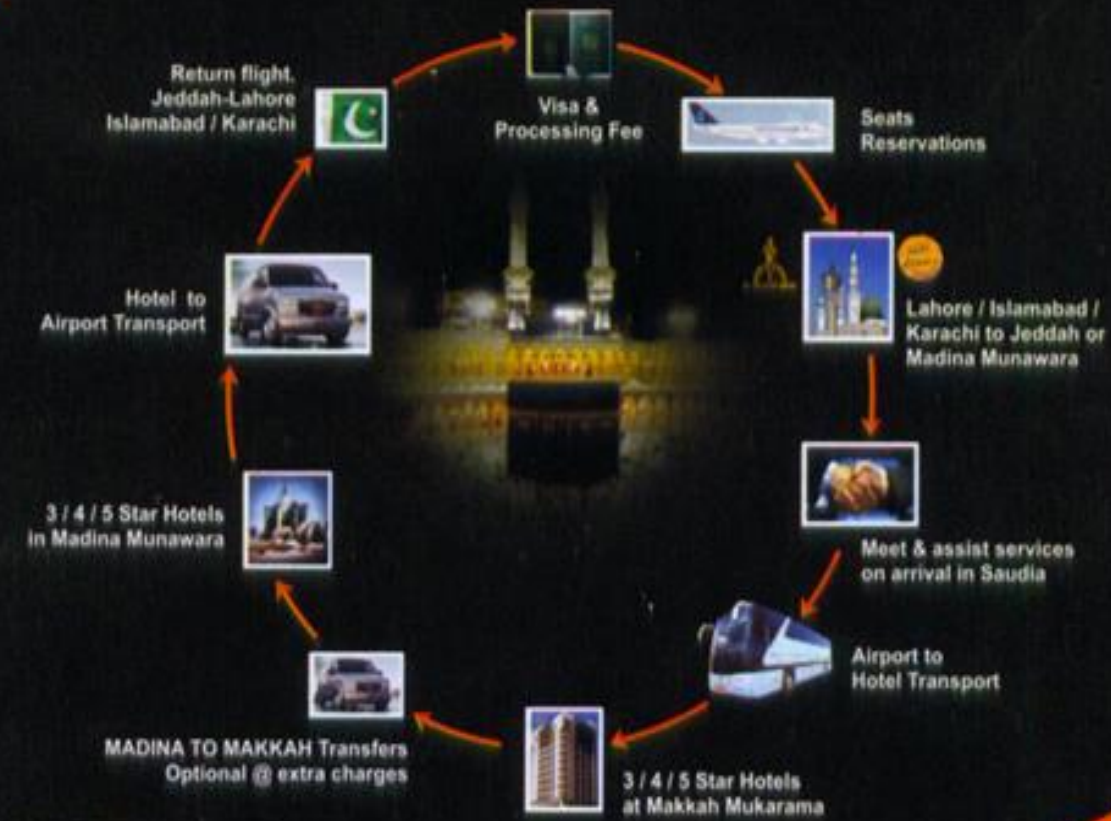 Visa &
Processing Fee
Seats
Reservations
Lahore / Islamabad /
Karachi to Jeddah or
Madina Munawara
Meet & assist services
on arrival in Saudia
Airport to
Hotel Transport
3 / 4 / 5 Star Hotels
at Makkah Mukarama
MADINA TO MAKKAH Transfers
Optional @ extra charges
3 / 4 / 5 Star Hotels
in Madina Munawara
Hotel to
Airport Transport
Return flight.
Jeddah-Lahore
Islamabad / Karachi